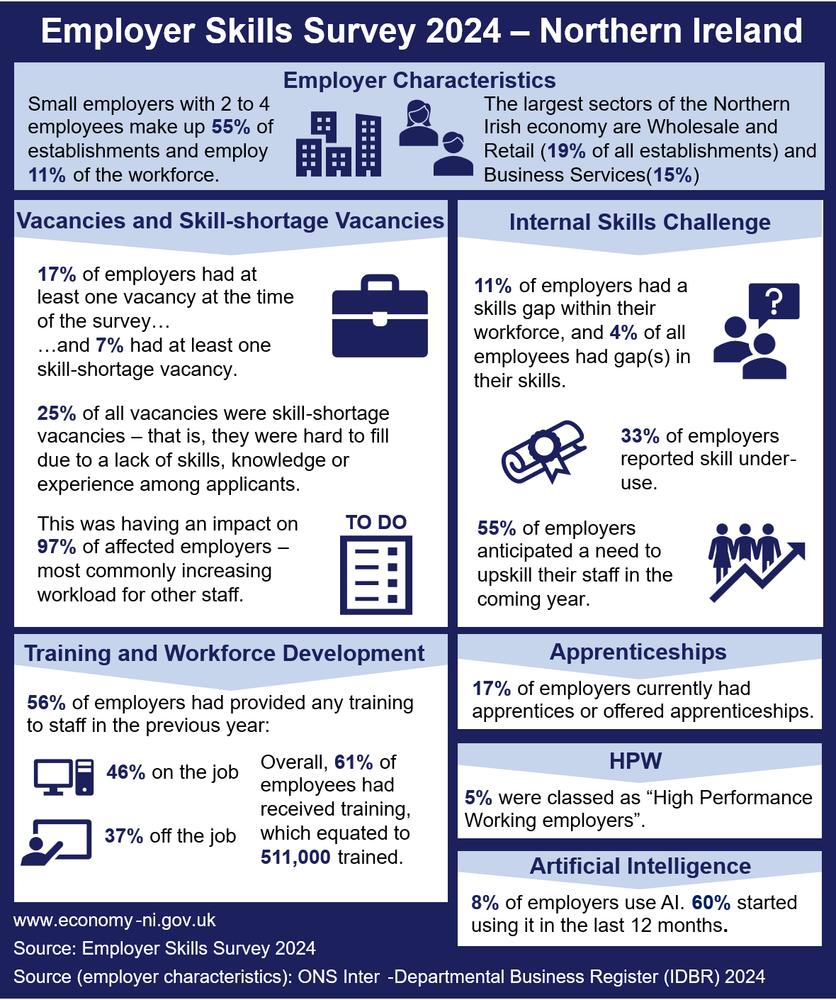 Employer Skills Survey 2024 – Northern Ireland
Employer Characteristics
Small employers with 2 to 4
employees make up 55% of
establishments and employ
11% of the workforce.
The largest sectors of the Northern
Irish economy are Wholesale and
Retail (19% of all establishments) and
Business Services(15%)
Vacancies and Skill-shortage Vacancies
17% of employers had at
least one vacancy at the time
of the survey…
…and 7% had at least one
skill-shortage vacancy.
25% of all vacancies were skill-shortage
vacancies – that is, they were hard to fill
due to a lack of skills, knowledge or
experience among applicants.
This was having an impact on
97% of affected employers –
most commonly increasing
workload for other staff.
TO DO
Internal Skills Challenge
11% of employers had a
skills gap within their
workforce, and 4% of all
employees had gap(s) in
their skills.
?
33% of employers
reported skill under-
use.
55% of employers
anticipated a need to
upskill their staff in the
coming year.
Training and Workforce Development
56% of employers had provided any training
to staff in the previous year:
46% on the job
37% off the job
Overall, 61% of
employees had
received training,
which equated to
511,000 trained.
Apprenticeships
17% of employers currently had
apprentices or offered apprenticeships.
HPW
5% were classed as “High Performance
Working employers”.
Artificial Intelligence
8% of employers use AI. 60% started
using it in the last 12 months.
www.economy-ni.gov.uk
Source: Employer Skills Survey 2024
Source (employer characteristics): ONS Inter -Departmental Business Register (IDBR) 2024